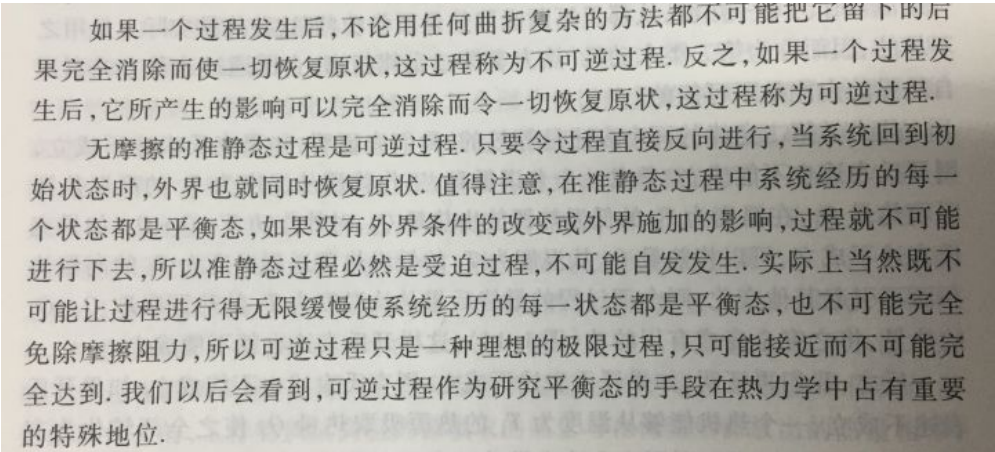 如果一个过程发生后,不论用任何曲折复杂的方法都不可能把它留下的后
果完全消除而使一切恢复原状,这过程称为不可逆过程. 反之,如果一个过程发
生后,它所产生的影响可以完全消除而令一切恢复原状,这过程称为可逆过程.
无摩擦的准静态过程是可逆过程. 只要令过程直接反向进行,当系统回到初
始状态时,外界也就同时恢复原状. 值得注意,在准静态过程中系统经历的每一
个状态都是平衡态,如果没有外界条件的改变或外界施加的影响,过程就不可能
进行下去,所以准静态过程必然是受迫过程,不可能自发发生. 实际上当然既不
可能让过程进行得无限缓慢使系统经历的每一状态都是平衡态,也不可能完全
免除摩擦阻力,所以可逆过程只是一种理想的极限过程,只可能接近而不可能完
全达到. 我们以后会看到,可逆过程作为研究平衡态的手段在热力学中占有重要
的特殊地位.